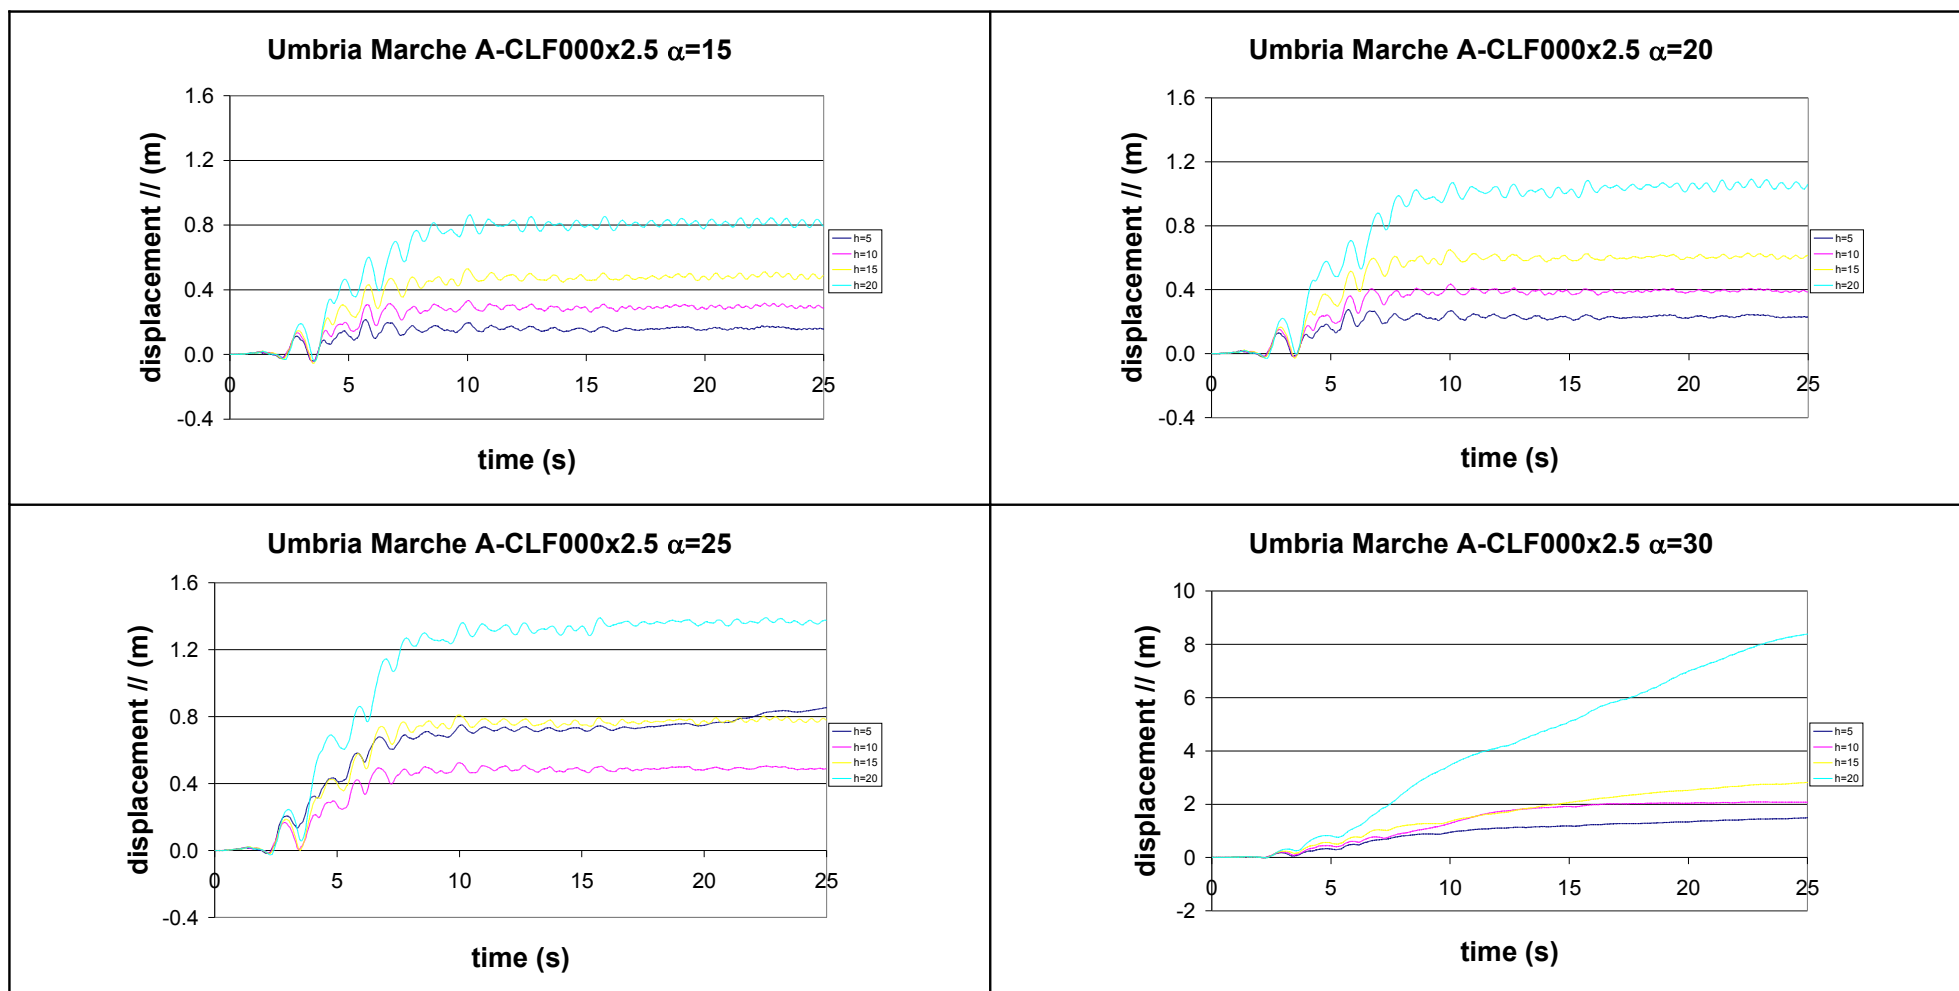 Umbria Marche A-CLF000x2.5 α=15
displacement // (m)
1.6
1.2
0.8
0.4
0.0
-0.4
0 5 10 15 20 25
time (s)
h=5
h=10
h=15
h=20
Umbria Marche A-CLF000x2.5 α=20
displacement // (m)
1.6
1.2
0.8
0.4
0.0
-0.4
0 5 10 15 20 25
time (s)
h=5
h=10
h=15
h=20
Umbria Marche A-CLF000x2.5 α=25
displacement // (m)
1.6
1.2
0.8
0.4
0.0
-0.4
0 5 10 15 20 25
time (s)
h=5
h=10
h=15
h=20
Umbria Marche A-CLF000x2.5 α=30
displacement // (m)
10
8
6
4
2
0
-2
0 5 10 15 20 25
time (s)
h=5
h=10
h=15
h=20